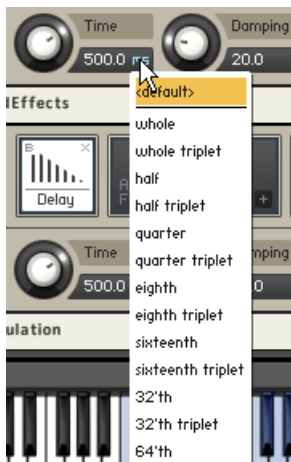 Time Damping
500.0 ms 20.0
<default>
Effects
whole
whole triplet
B X
half
Delay
half triplet
quarter
Time
quarter triplet
500.0
eighth
eighth triplet
ulation
sixteenth
sixteenth triplet
32'th
32'th triplet
64'th